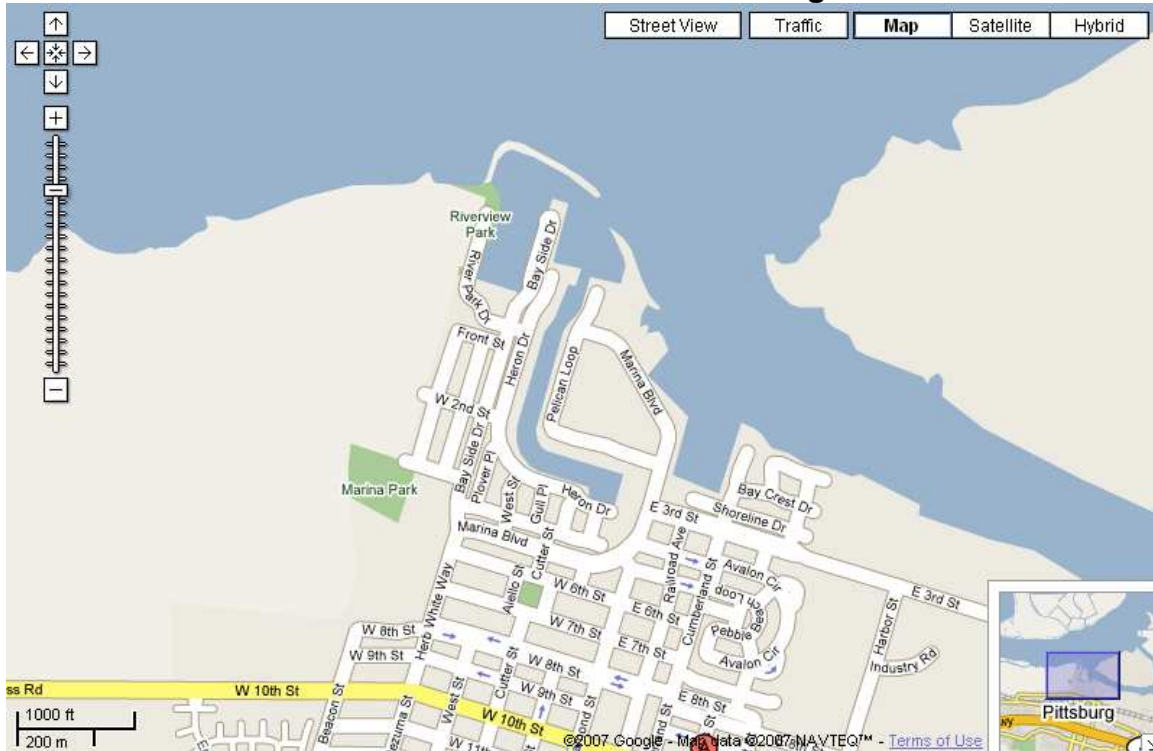 Street View
Traffic
Map
Satellite
Hybrid
Riverview
Park
Bay Side Dr
River Park Dr
Front St
Heron Dr
Pelican Loop
Marina Blvd
W 2nd St
Bay Side Dr
Plover Pl
Marina Park
West St
Gull Pl
Heron Dr
Bay Crest Dr
Shoreline Dr
E 3rd St
Marina Blvd
Cutter St
Railroad Ave
Avalon Cir
Aiello St
Cumberland St
Pebble Beach Loop
W 6th St
E 6th St
E 3rd St
Herb White Way
Harbor St
W 8th St
W 7th St
E 7th St
Avalon Cir
Industry Rd
W 9th St
W 8th St
Cutter St
West St
W 9th St
E 8th St
ss Rd
W 10th St
Beacon St
W 10th St
1000 ft
200 m
W 11th St
Pittsburg
©2007 Google - Map data ©2007 NAVTEQ™ - Terms of Use